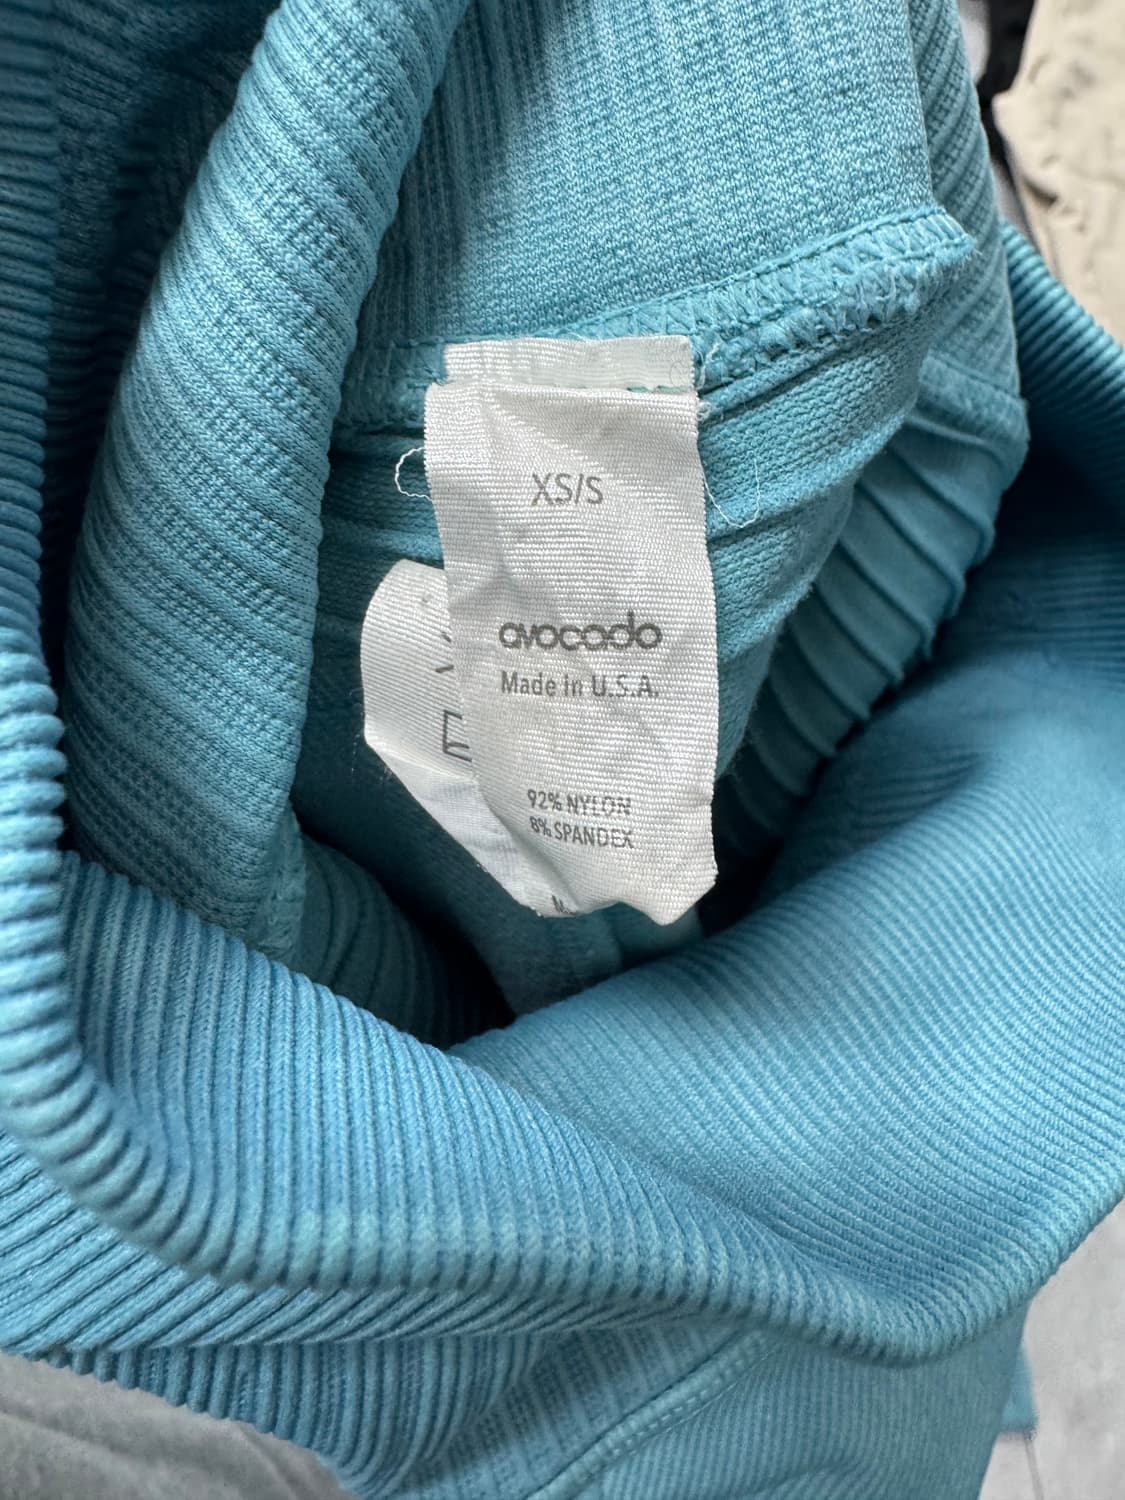 XS/S
avocado
Made in U.S.A.
92% NYLON
8% SPANDEX